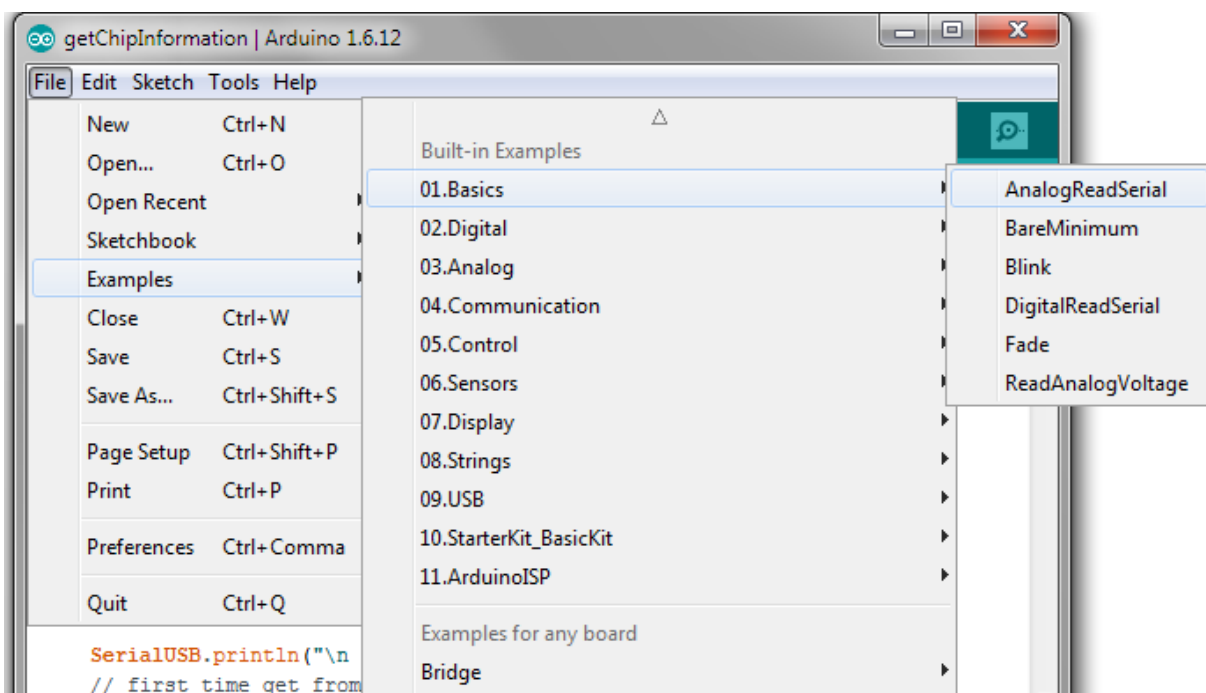 getChipInformation | Arduino 1.6.12
File Edit Sketch Tools Help
New Ctrl+N
Open... Ctrl+O
Open Recent
Sketchbook
Examples
Close Ctrl+W
Save Ctrl+S
Save As... Ctrl+Shift+S
Page Setup Ctrl+Shift+P
Print Ctrl+P
Preferences Ctrl+Comma
Quit Ctrl+Q
Built-in Examples
01.Basics
02.Digital
03.Analog
04.Communication
05.Control
06.Sensors
07.Display
08.Strings
09.USB
10.StarterKit_BasicKit
11.ArduinoISP
Examples for any board
Bridge
AnalogReadSerial
BareMinimum
Blink
DigitalReadSerial
Fade
ReadAnalogVoltage
SerialUSB.println("\n
// first time get from